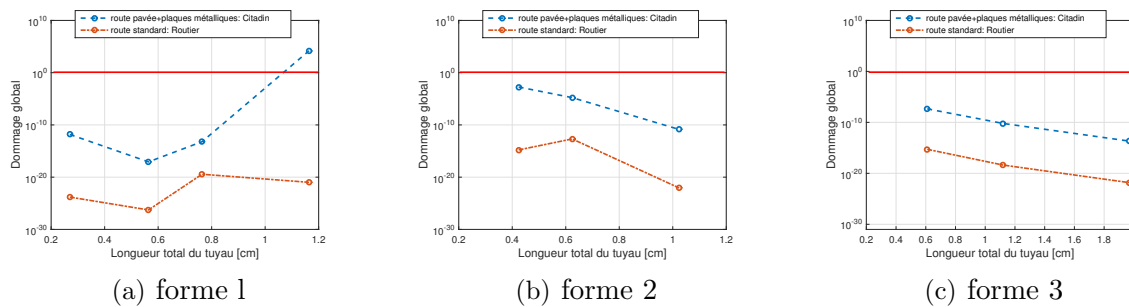 10^10
route pavée+plaques métalliques: Citadin
route standard: Routier
10^0
10^-10
10^-20
10^-30
Dommage global
0.2 0.4 0.6 0.8 1 1.2
Longueur total du tuyau [cm]
(a) forme 1
10^10
route pavée+plaques métalliques: Citadin
route standard: Routier
10^0
10^-10
10^-20
10^-30
Dommage global
0.2 0.4 0.6 0.8 1 1.2
Longueur total du tuyau [cm]
(b) forme 2
10^10
route pavée+plaques métalliques: Citadin
route standard: Routier
10^0
10^-10
10^-20
10^-30
Dommage global
0.2 0.4 0.6 0.8 1 1.2 1.4 1.6 1.8
Longueur total du tuyau [cm]
(c) forme 3